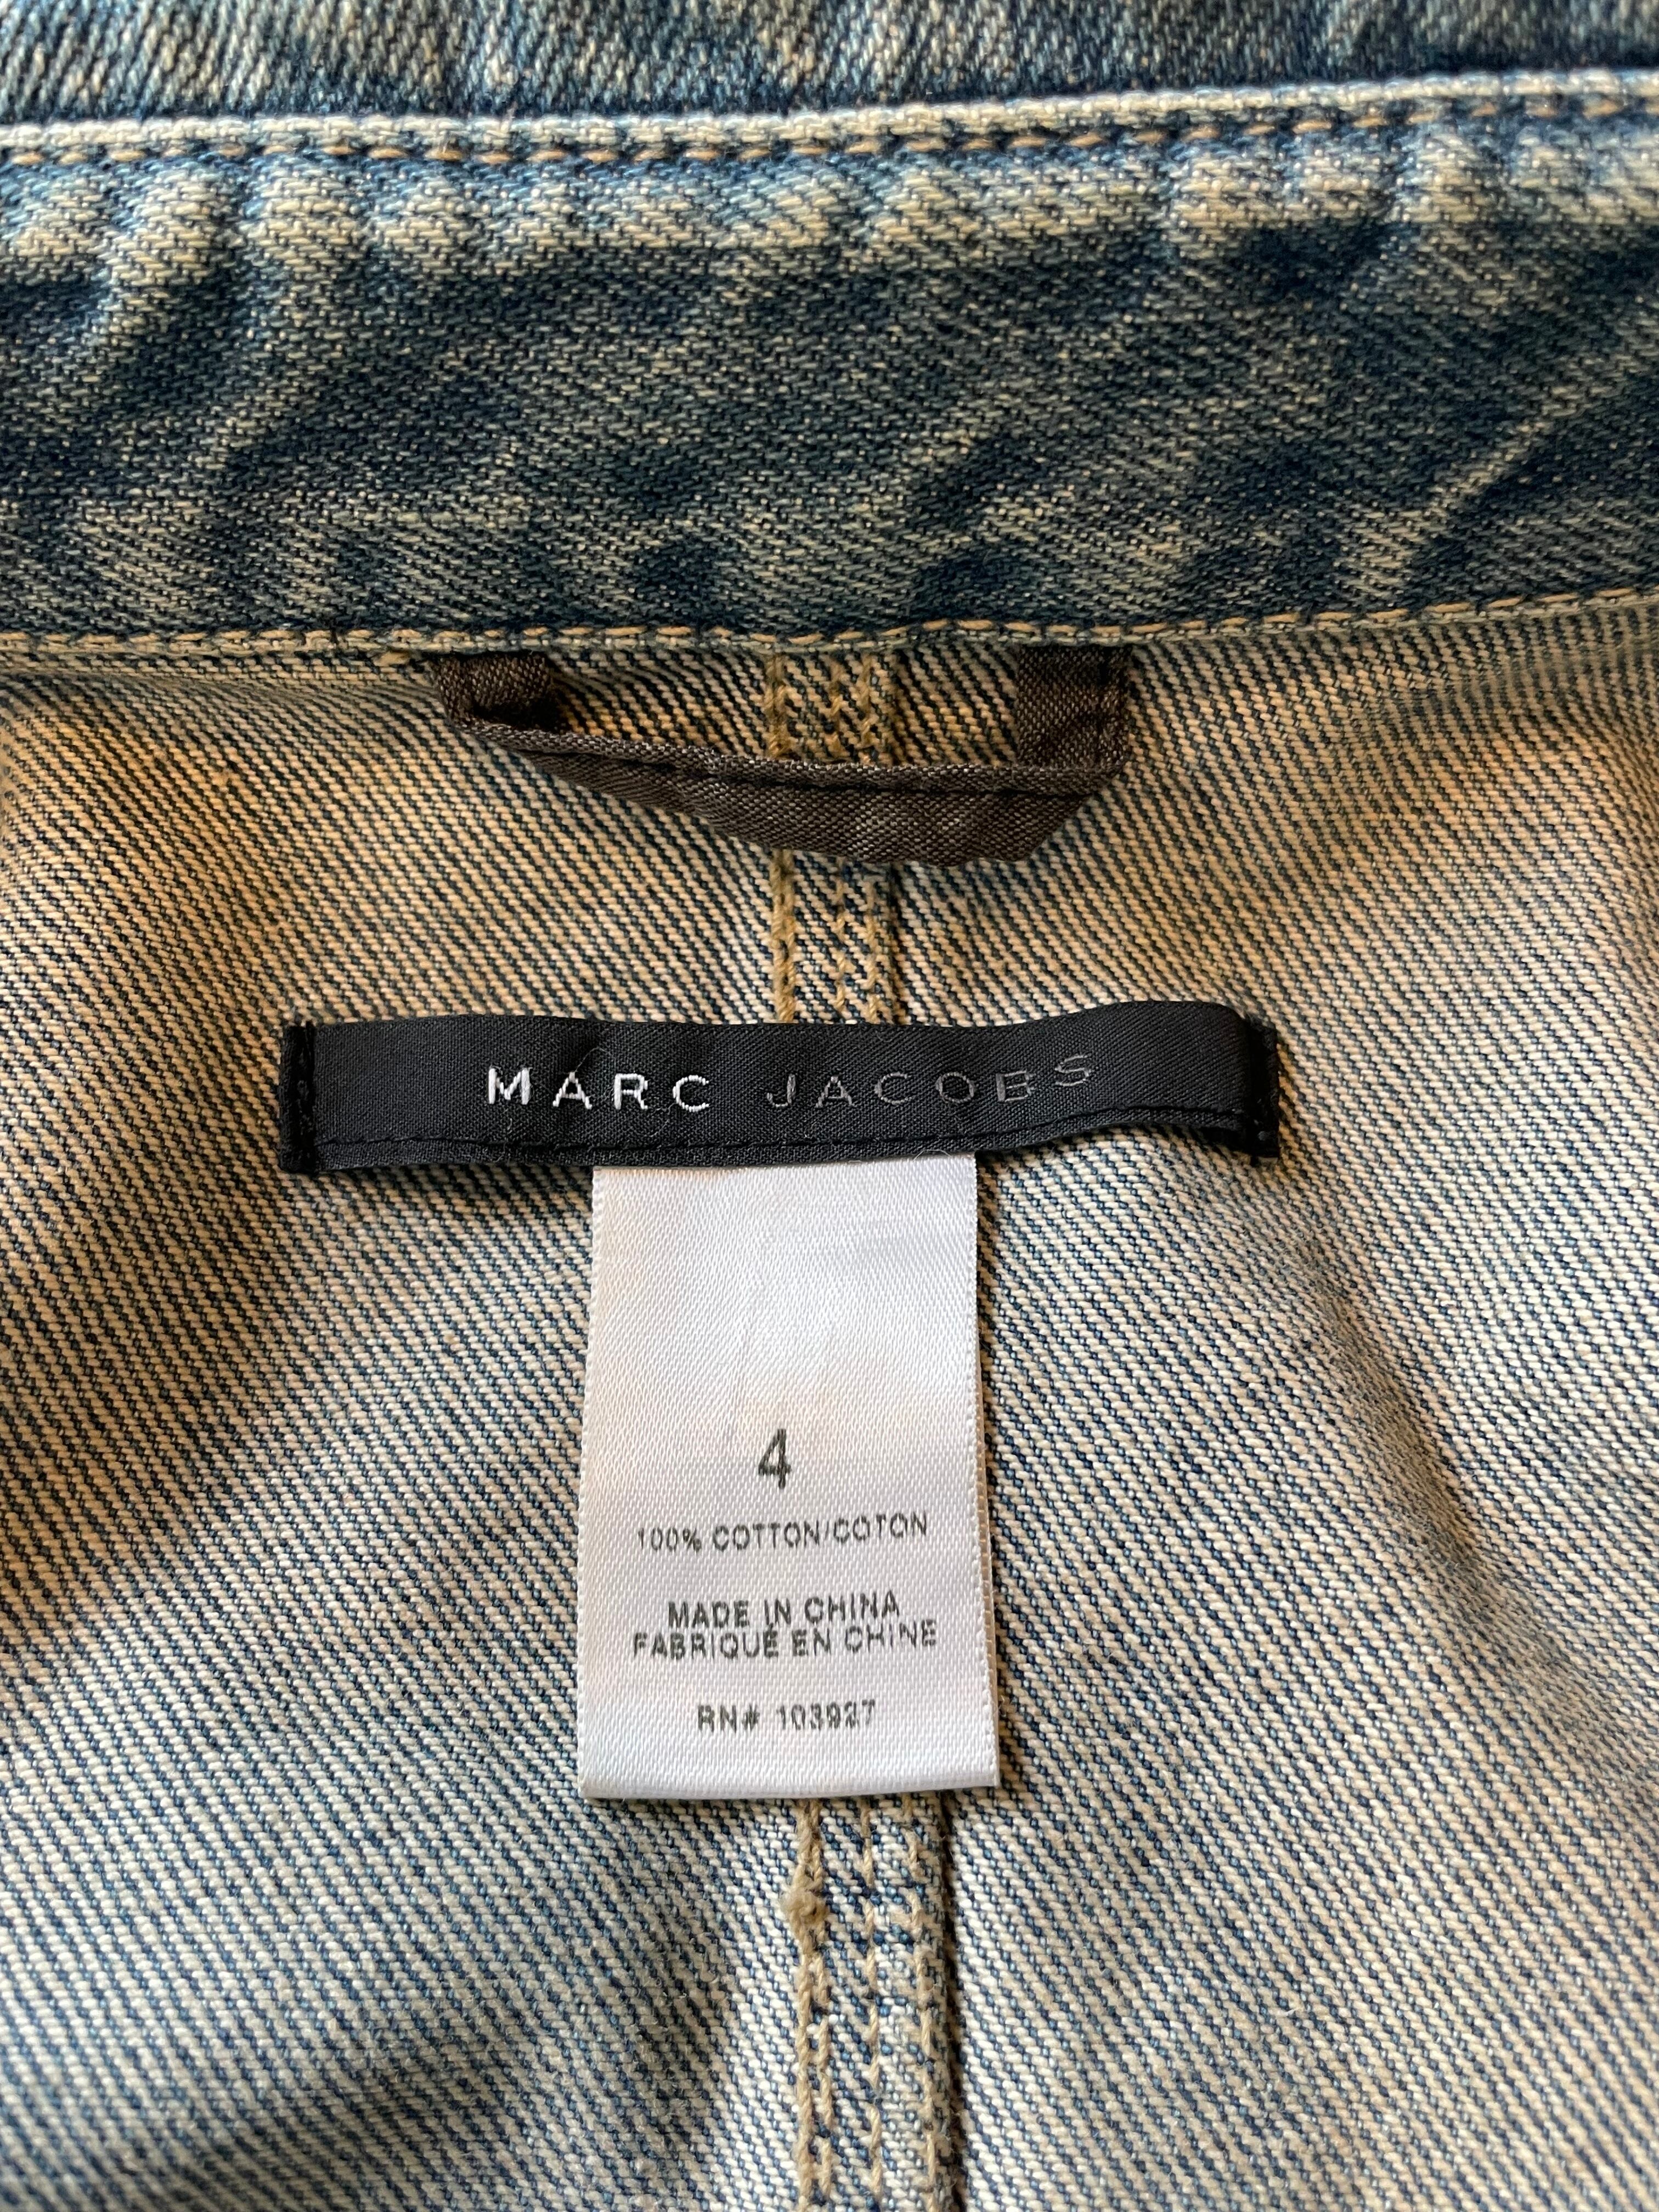 MARC JACOBS
4
100% COTTON/COTON
MADE IN CHINA
FABRIQUÉ EN CHINE
RN# 103927